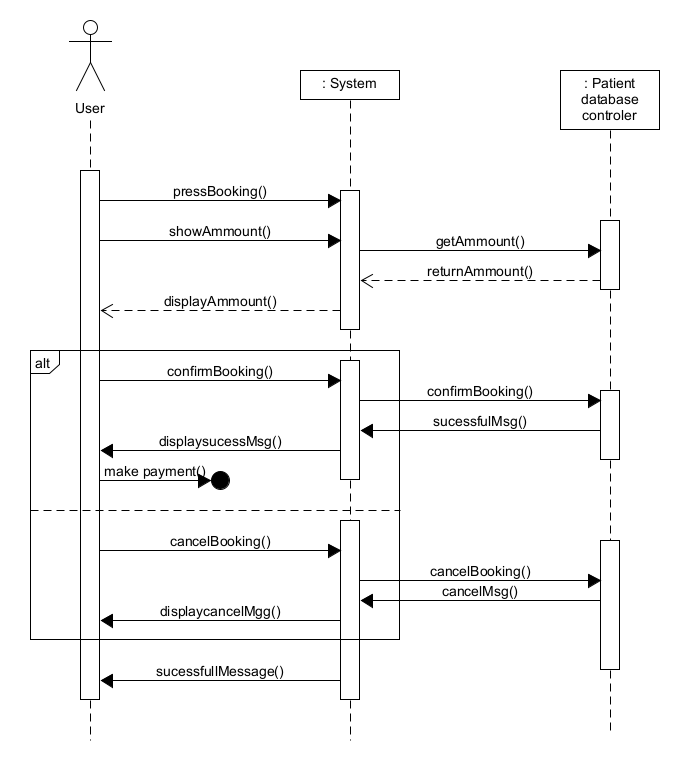 User
: System
: Patient
database
controler
pressBooking()
showAmmount()
getAmmount()
returnAmmount()
displayAmmount()
alt
confirmBooking()
confirmBooking()
sucessfulMsg()
displaysucessMsg()
make payment()
cancelBooking()
cancelBooking()
cancelMsg()
displaycancelMgg()
sucessfullMessage()